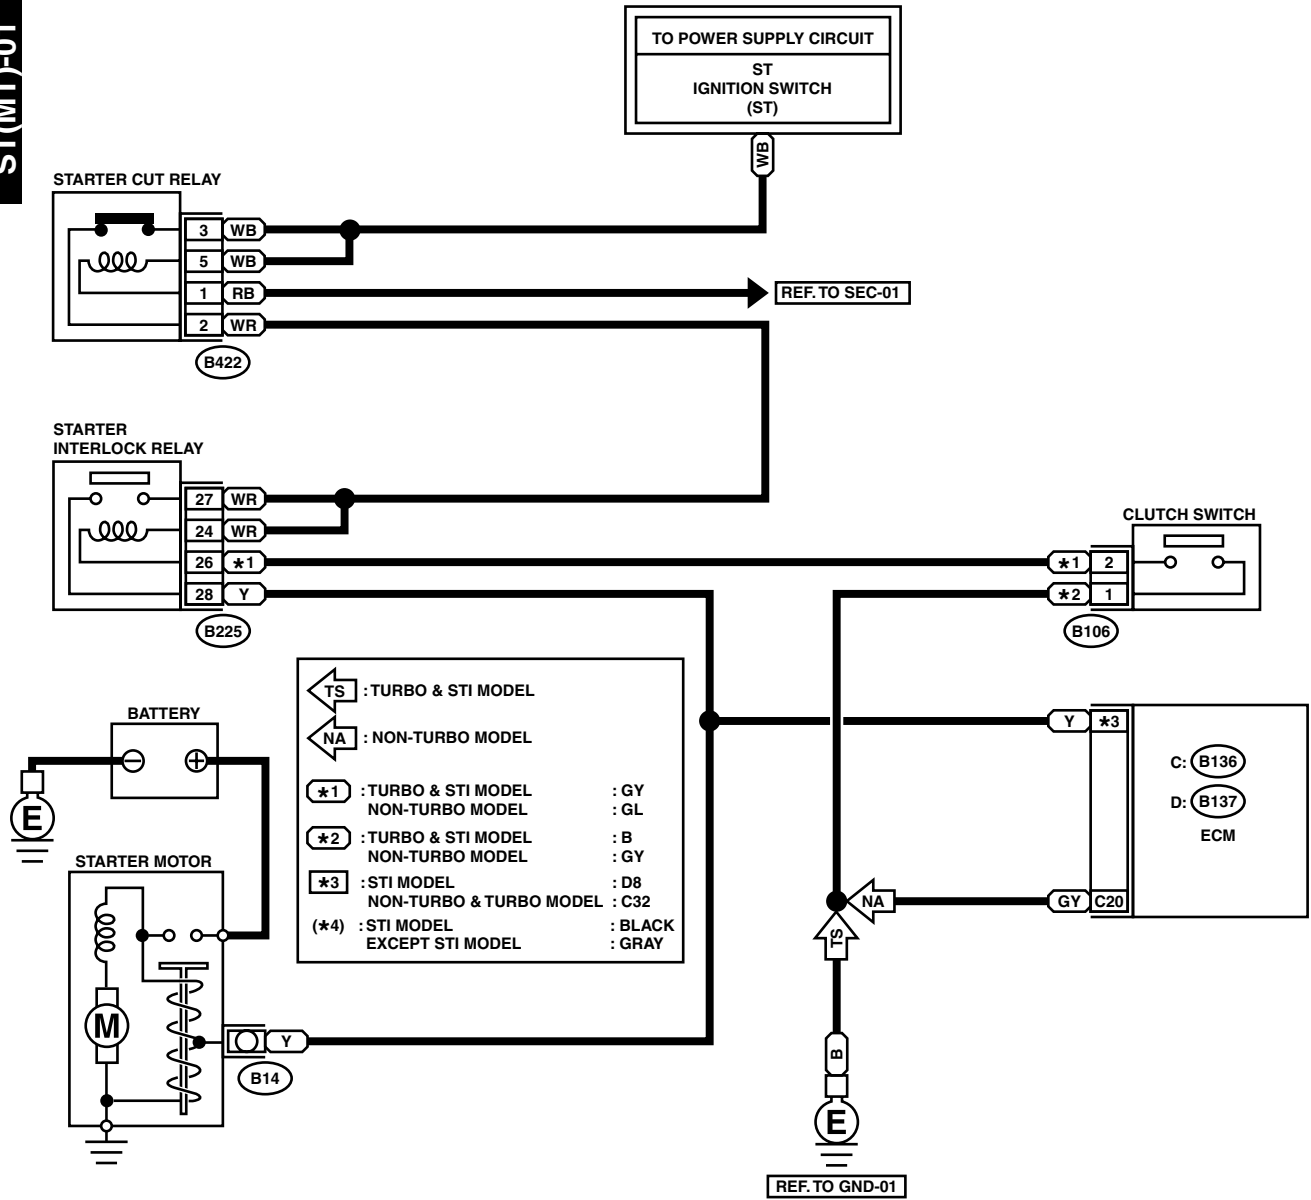 ST(MT)-01
TO POWER SUPPLY CIRCUIT
ST
IGNITION SWITCH
(ST)
WB
STARTER CUT RELAY
3 WB
5 WB
1 RB
REF. TO SEC-01
2 WR
B422
STARTER
INTERLOCK RELAY
27 WR
24 WR
26 *1
28 Y
B225
CLUTCH SWITCH
*1 2
*2 1
B106
TS : TURBO & STI MODEL
NA : NON-TURBO MODEL
*1 : TURBO & STI MODEL : GY
NON-TURBO MODEL : GL
*2 : TURBO & STI MODEL : B
NON-TURBO MODEL : GY
*3 : STI MODEL : D8
NON-TURBO & TURBO MODEL : C32
(*4) : STI MODEL : BLACK
EXCEPT STI MODEL : GRAY
BATTERY
− +
E
STARTER MOTOR
M
Y
B14
Y *3
C: B136
D: B137
ECM
GY C20
NA
TS
B
E
REF. TO GND-01